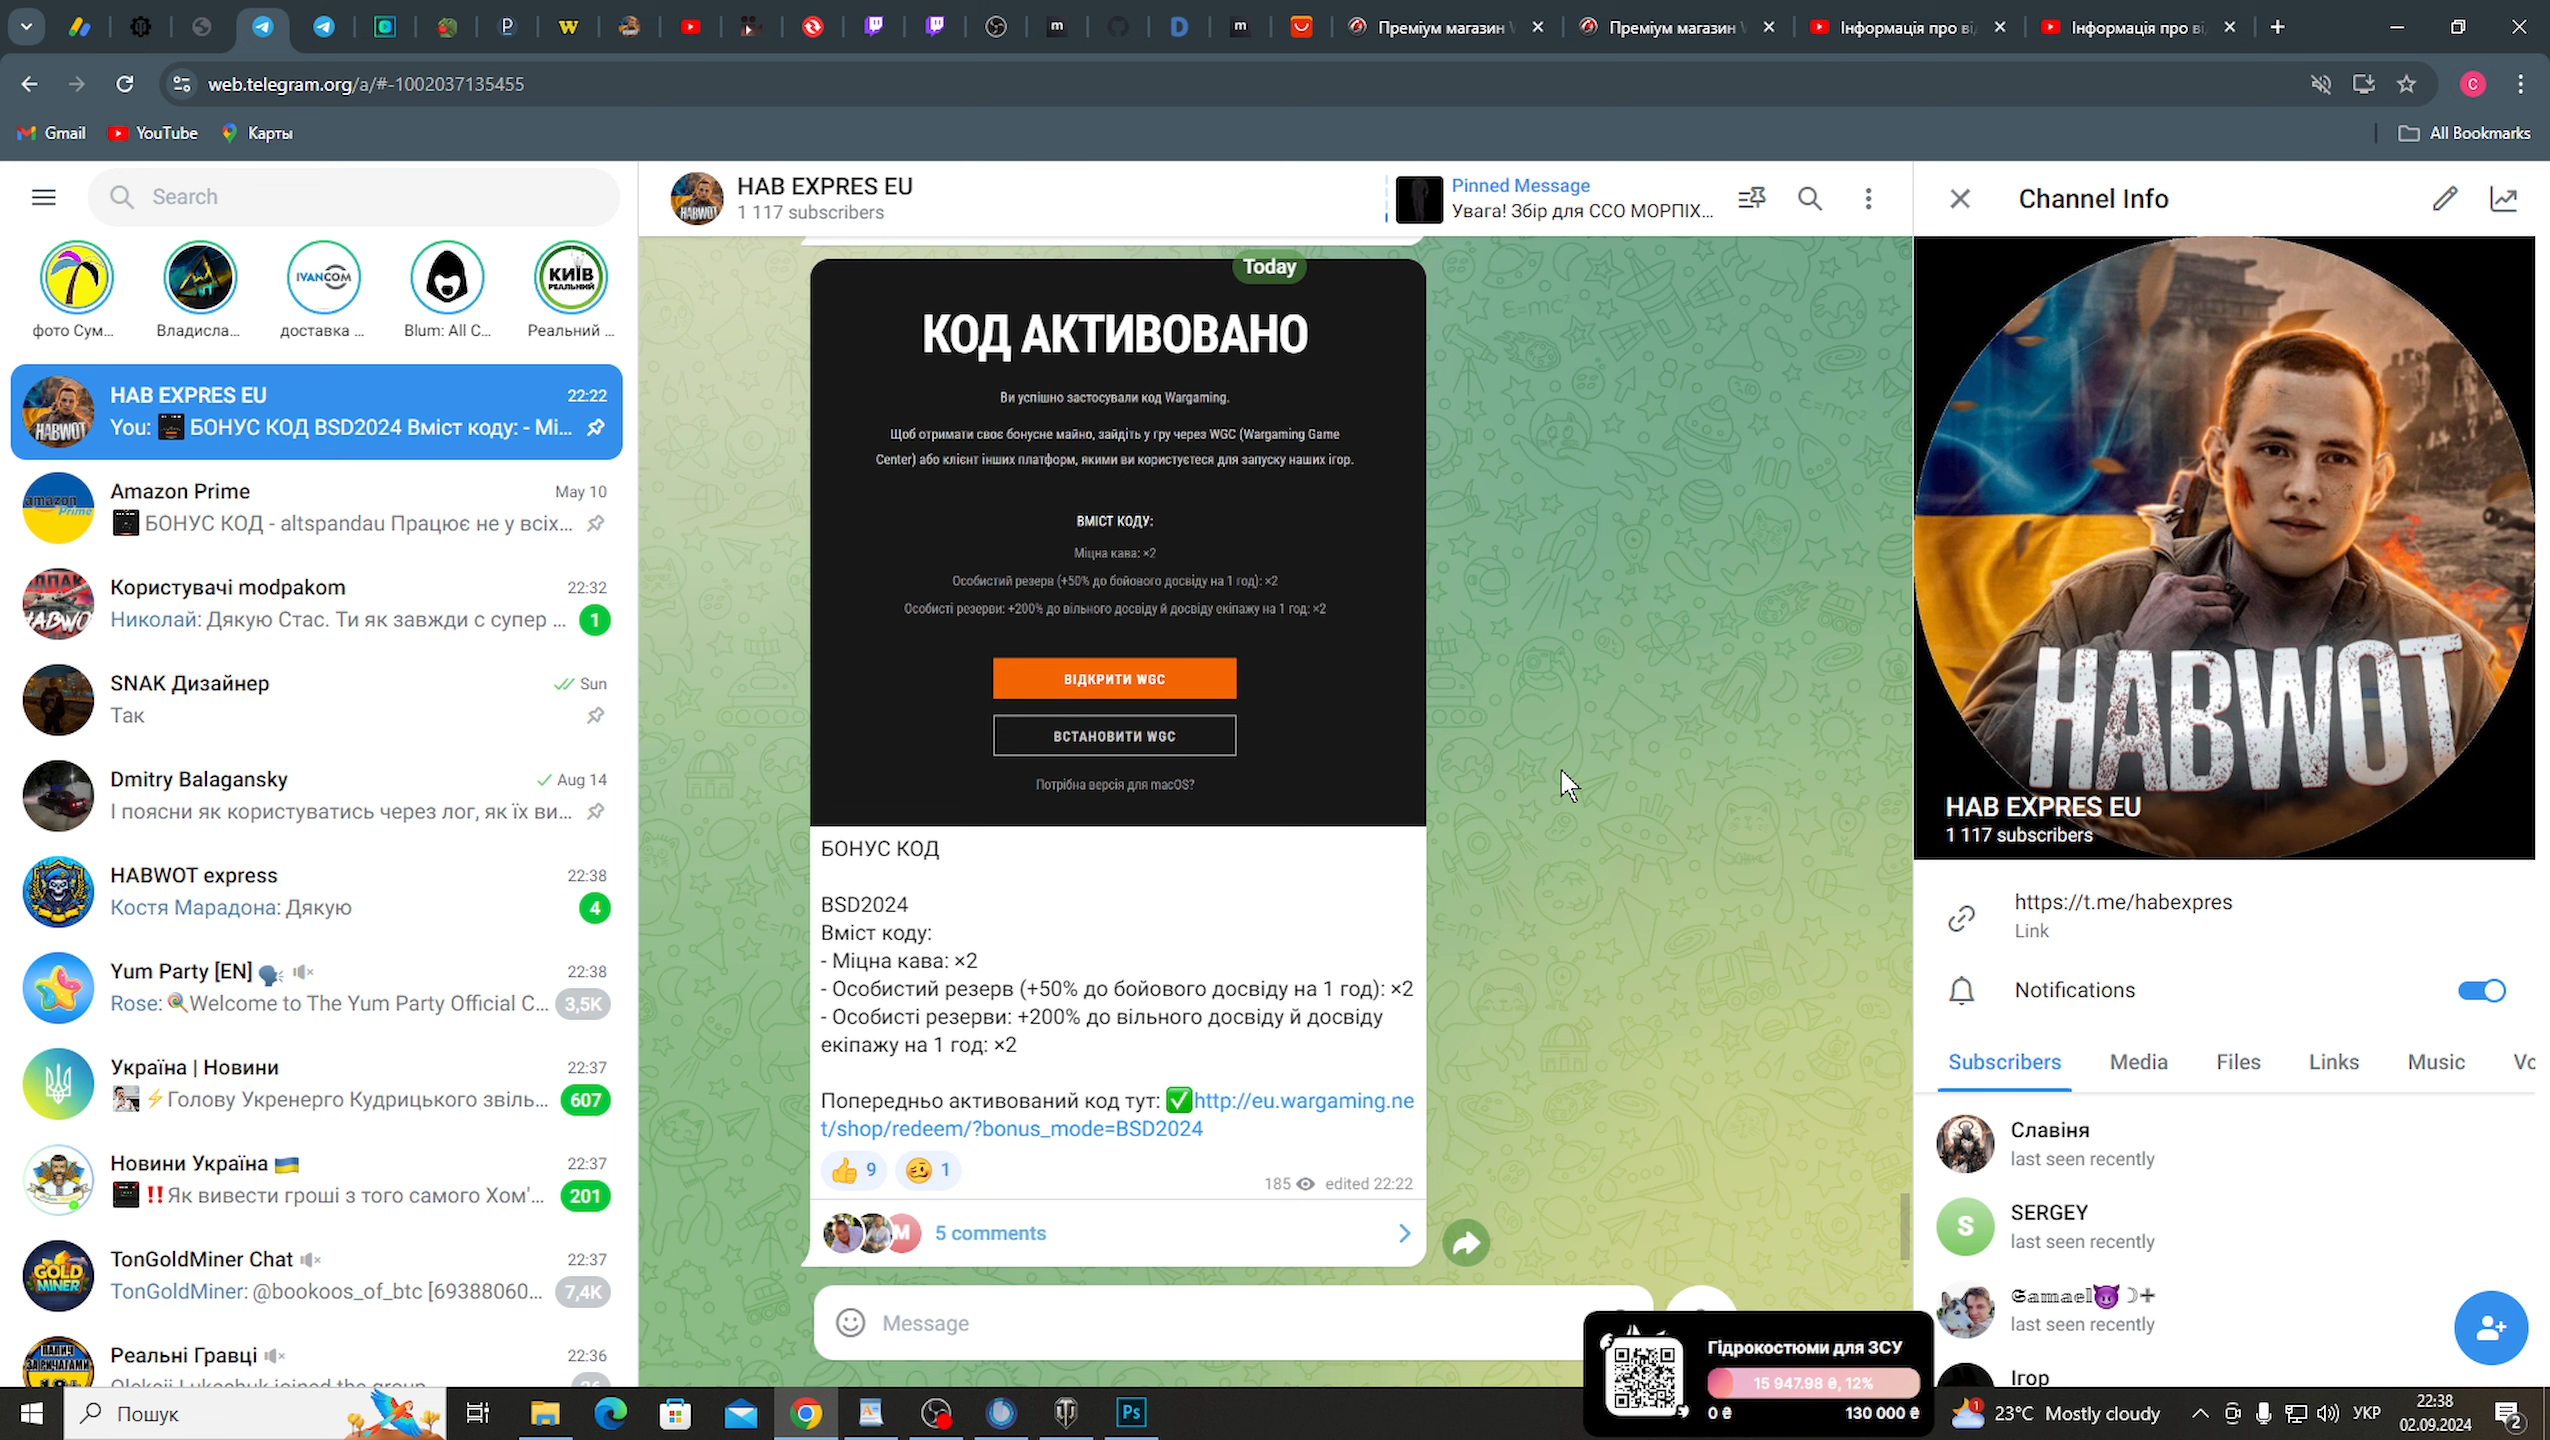 Преміум магазин
Преміум магазин
Інформація про ві
Інформація про ві
web.telegram.org/a/#-1002037135455
Gmail
YouTube
Карты
All Bookmarks
Search
фото Сум...
Владисла...
IVANCOM
доставка ...
Blum: All C...
КИЇВ
РЕАЛЬНИЙ
Реальний ...
HAB EXPRES EU
22:22
You: БОНУС КОД BSD2024 Вміст коду: - Мі...
Amazon Prime
May 10
БОНУС КОД - altspandau Працює не у всіх...
Користувачі modpakom
22:32
Николай: Дякую Стас. Ти як завжди с супер ...
1
SNAK Дизайнер
Sun
Так
Dmitry Balagansky
Aug 14
І поясни як користуватись через лог, як їх ви...
HABWOT express
22:38
Костя Марадона: Дякую
4
Yum Party [EN]
22:38
Rose: 🍭Welcome to The Yum Party Official C...
3,5K
Україна | Новини
22:37
⚡Голову Укренерго Кудрицького звіль...
607
Новини Україна 🇺🇦
22:37
‼️Як вивести гроші з того самого Хом'...
201
TonGoldMiner Chat
22:37
TonGoldMiner: @bookoos_of_btc [69388060...
7,4K
Реальні Гравці
22:36
HAB EXPRES EU
1 117 subscribers
Pinned Message
Увага! Збір для ССО МОРПІХ...
Today
КОД АКТИВОВАНО
Ви успішно застосували код Wargaming.
Щоб отримати своє бонусне майно, зайдіть у гру через WGC (Wargaming Game
Center) або клієнт інших платформ, якими ви користуєтеся для запуску наших ігор.
ВМІСТ КОДУ:
Міцна кава: ×2
Особистий резерв (+50% до бойового досвіду на 1 год): ×2
Особисті резерви: +200% до вільного досвіду й досвіду екіпажу на 1 год: ×2
ВІДКРИТИ WGC
ВСТАНОВИТИ WGC
Потрібна версія для macOS?
БОНУС КОД
BSD2024
Вміст коду:
- Міцна кава: ×2
- Особистий резерв (+50% до бойового досвіду на 1 год): ×2
- Особисті резерви: +200% до вільного досвіду й досвіду
екіпажу на 1 год: ×2
Попередньо активований код тут: ✅http://eu.wargaming.ne
t/shop/redeem/?bonus_mode=BSD2024
👍 9
🥴 1
185
edited 22:22
M
5 comments
Message
Channel Info
HABWOT
HAB EXPRES EU
1 117 subscribers
https://t.me/habexpres
Link
Notifications
Subscribers
Media
Files
Links
Music
Vo
Славіня
last seen recently
S
SERGEY
last seen recently
𝕾𝕒𝕞𝕒𝕖𝕝😈☽+
last seen recently
Ігор
Гідрокостюми для ЗСУ
15 947.98 ₴, 12%
0 ₴
130 000 ₴
Пошук
Ps
1
23°C Mostly cloudy
УКР
22:38
02.09.2024
2